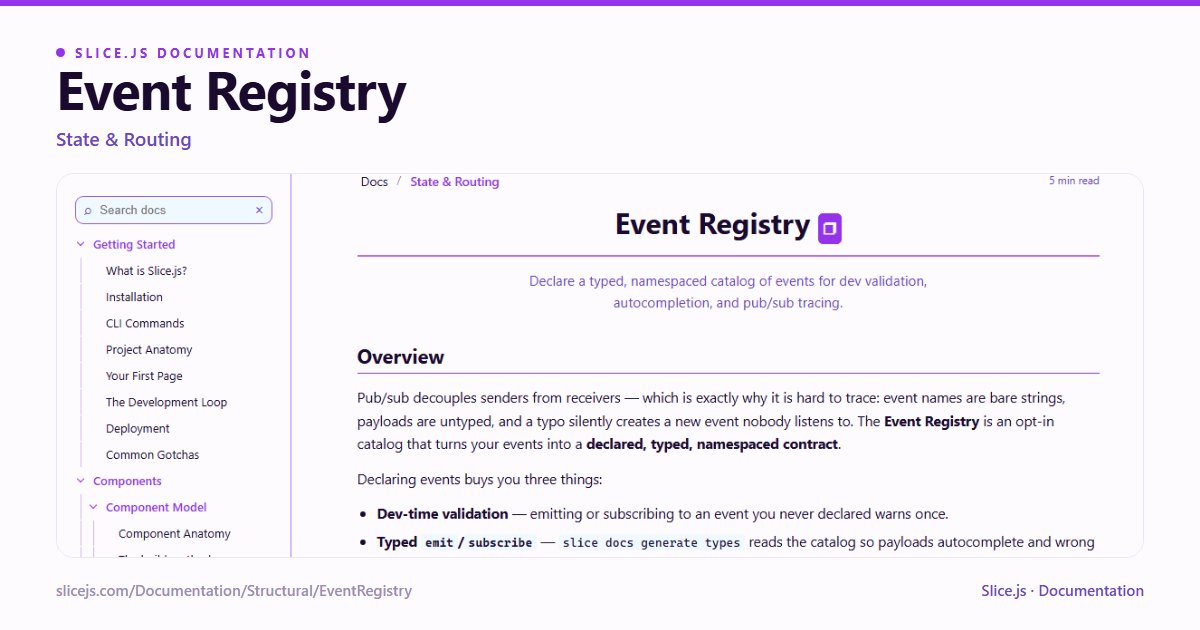 SLICE.JS DOCUMENTATION
Event Registry
State & Routing
Search docs
Getting Started
What is Slice.js?
Installation
CLI Commands
Project Anatomy
Your First Page
The Development Loop
Deployment
Common Gotchas
Components
Component Model
Component Anatomy
Docs / State & Routing
5 min read
Event Registry
Declare a typed, namespaced catalog of events for dev validation,
autocompletion, and pub/sub tracing.
Overview
Pub/sub decouples senders from receivers — which is exactly why it is hard to trace: event names are bare strings,
payloads are untyped, and a typo silently creates a new event nobody listens to. The Event Registry is an opt-in
catalog that turns your events into a declared, typed, namespaced contract.
Declaring events buys you three things:
• Dev-time validation — emitting or subscribing to an event you never declared warns once.
• Typed emit / subscribe — slice docs generate types reads the catalog so payloads autocomplete and wrong
slicejs.com/Documentation/Structural/EventRegistry
Slice.js · Documentation